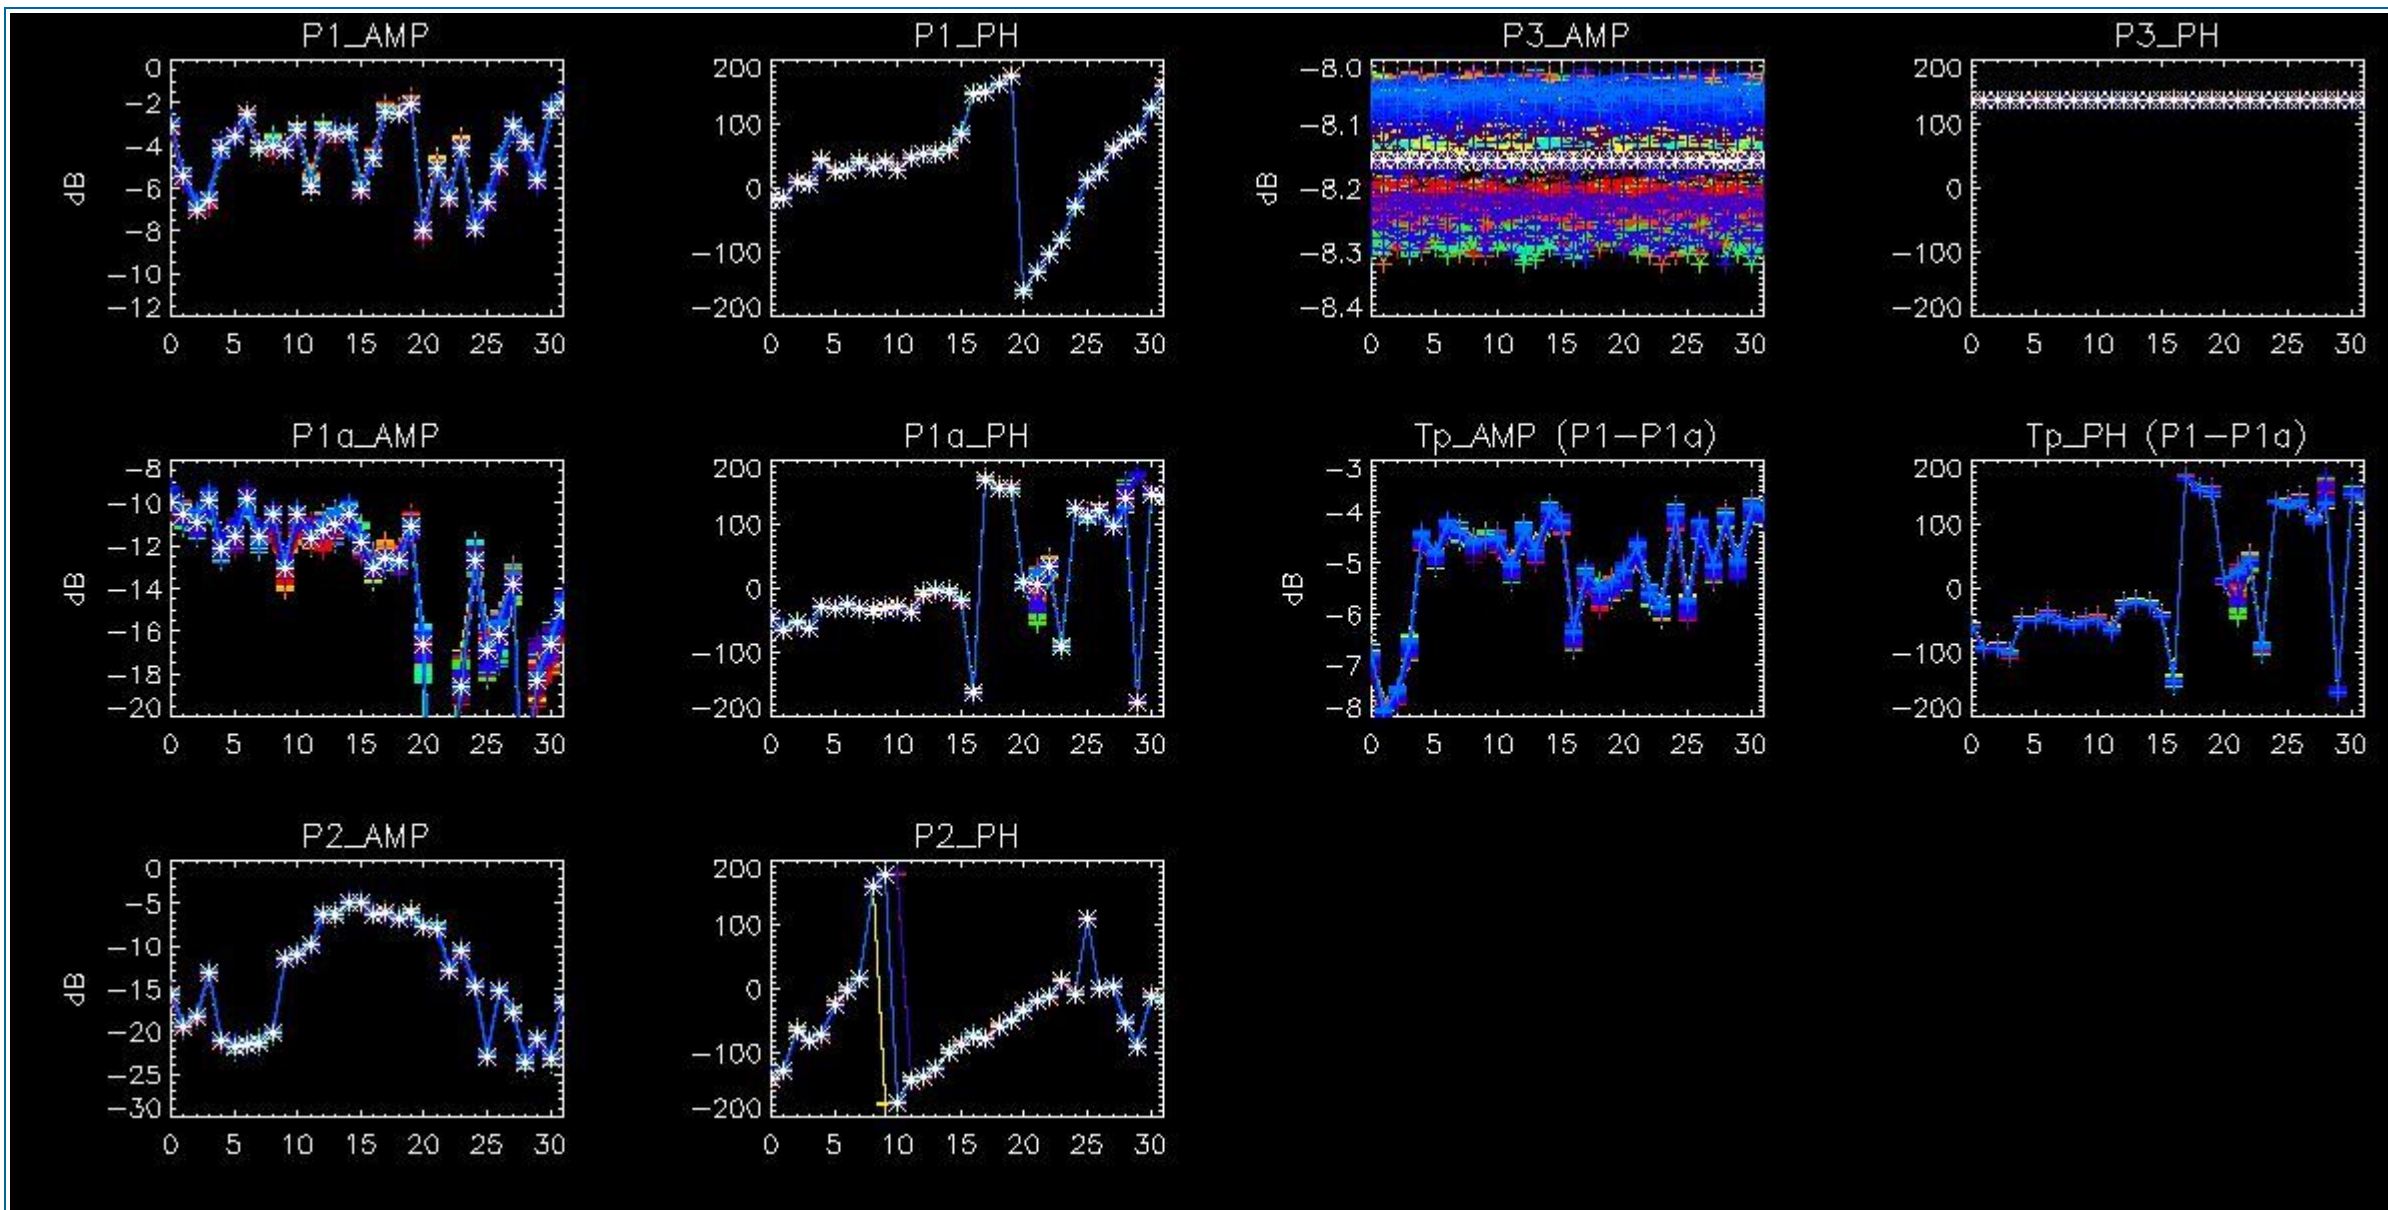 P1_AMP P1_PH P3_AMP P3_PH
0 200 -8.0 200
-2
-4 100 -8.1 100
dB -6 0 dB -8.2 0
-8
-10 -100 -8.3 -100
-12 -200 -8.4 -200
0 5 10 15 20 25 30 0 5 10 15 20 25 30 0 5 10 15 20 25 30 0 5 10 15 20 25 30
P1a_AMP P1a_PH Tp_AMP (P1-P1a) Tp_PH (P1-P1a)
-8 200 -3 200
-10 100 -4 100
-12
dB -14 0 dB -5 0
-16 -6
-18 -100 -7 -100
-20 -200 -8 -200
0 5 10 15 20 25 30 0 5 10 15 20 25 30 0 5 10 15 20 25 30 0 5 10 15 20 25 30
P2_AMP P2_PH
0 200
-5 100
-10
dB -15 0
-20 -100
-25
-30 -200
0 5 10 15 20 25 30 0 5 10 15 20 25 30